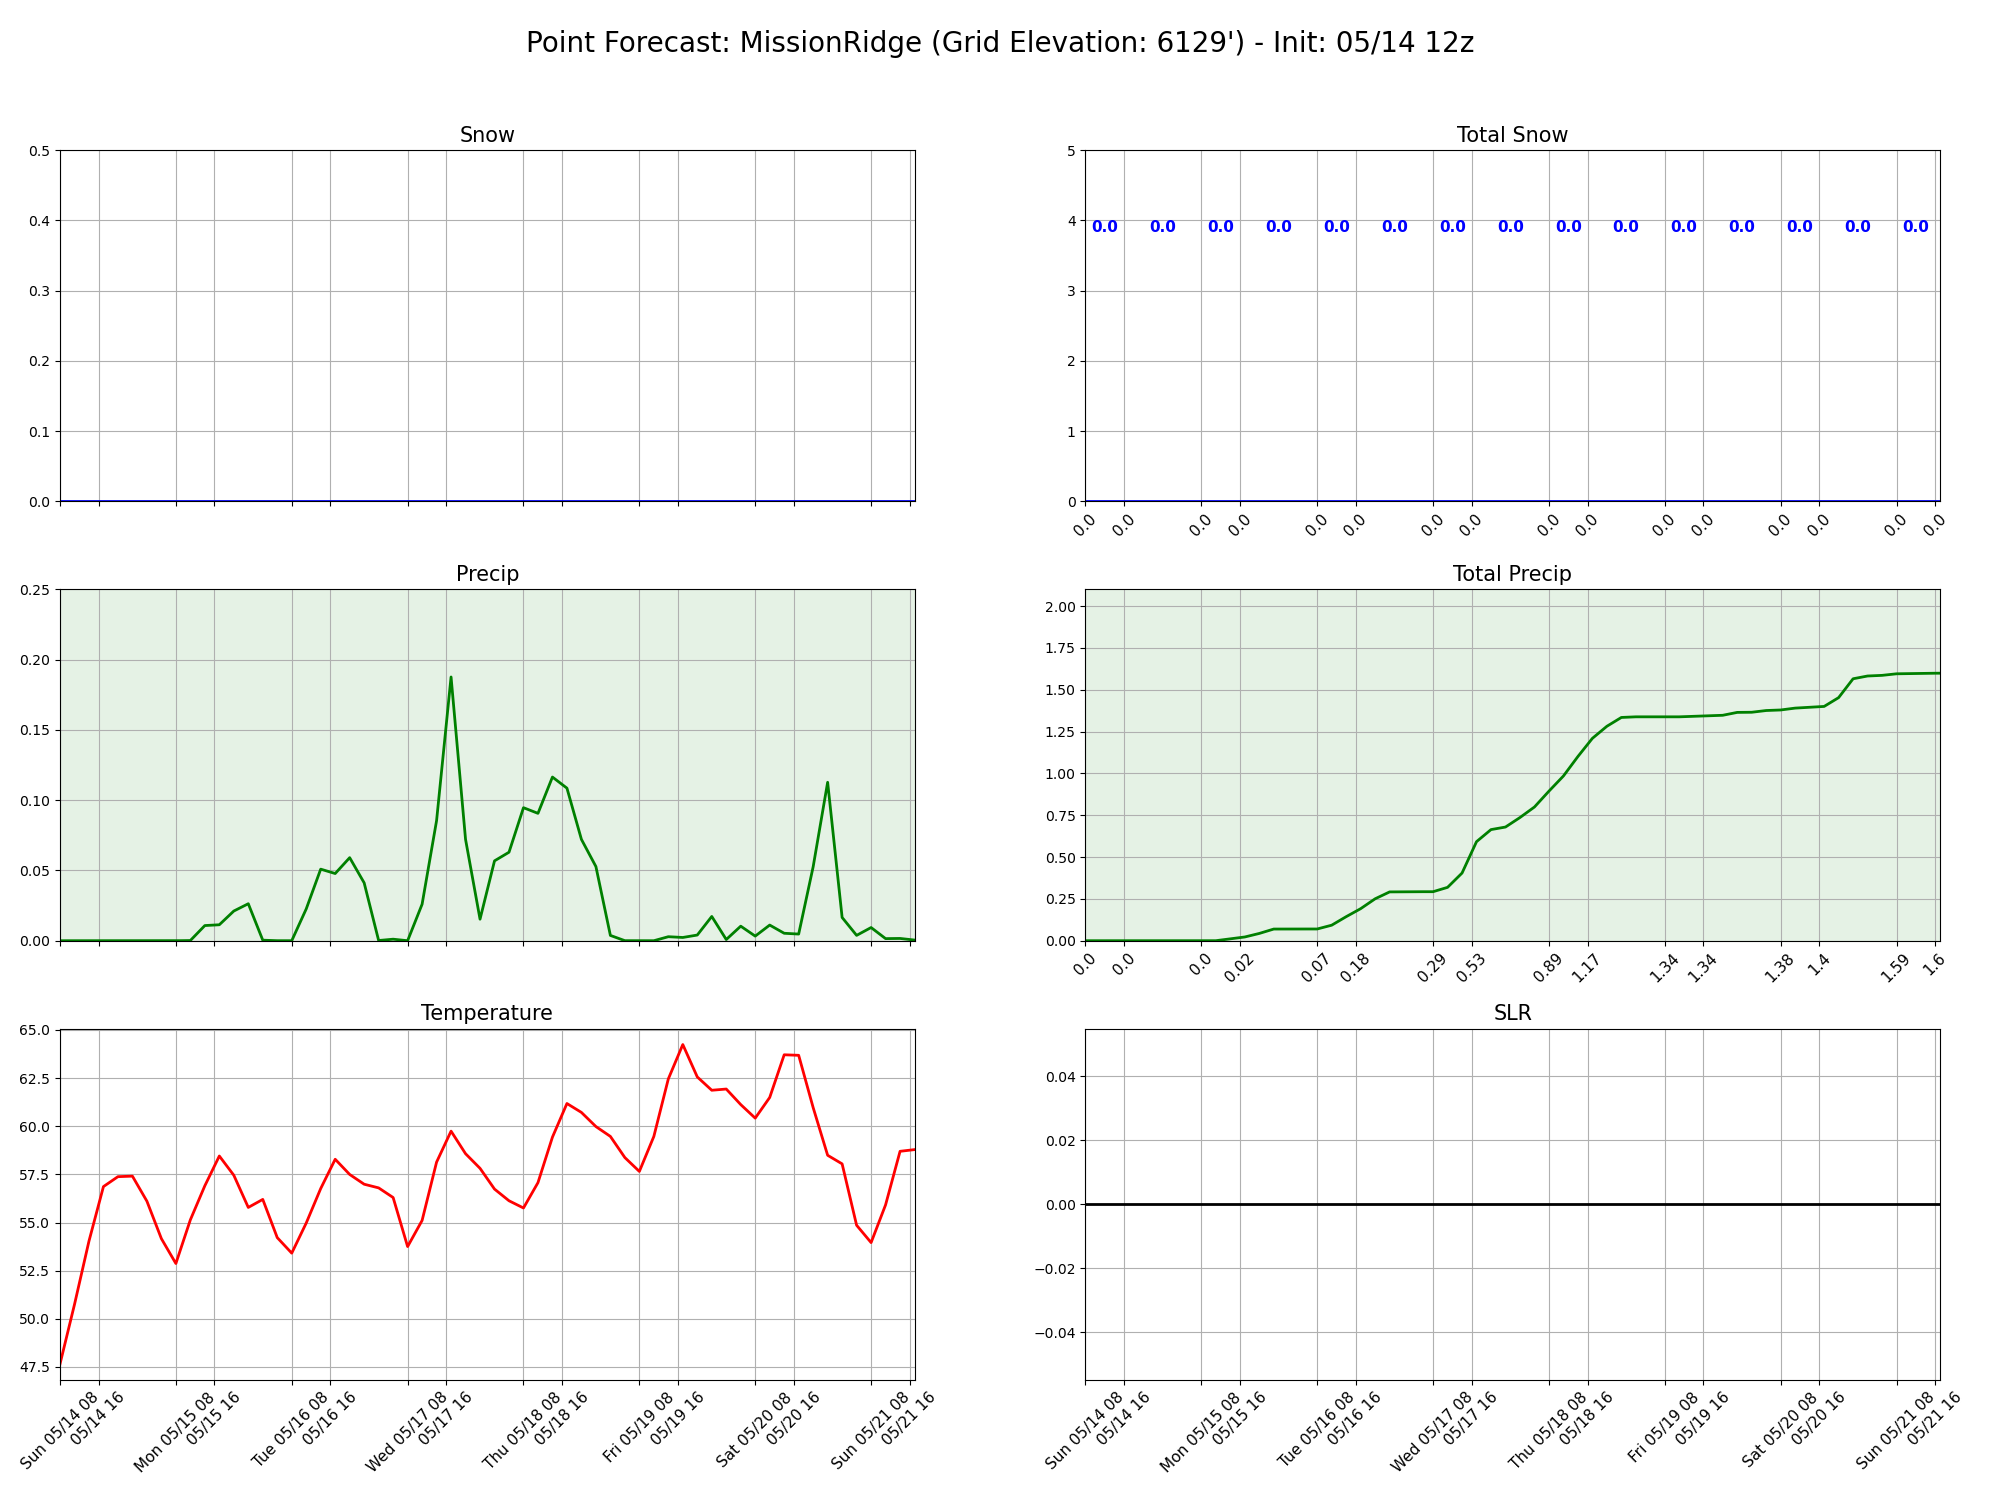 Point Forecast: MissionRidge (Grid Elevation: 6129') - Init: 05/14 12z
Snow
0.5
0.4
0.3
0.2
0.1
0.0
Total Snow
5
4
3
2
1
0
0.0 0.0 0.0 0.0 0.0 0.0 0.0 0.0 0.0 0.0 0.0 0.0 0.0 0.0 0.0
0.0 0.0 0.0 0.0 0.0 0.0 0.0 0.0 0.0 0.0 0.0 0.0 0.0 0.0 0.0 0.0
Precip
0.25
0.20
0.15
0.10
0.05
0.00
Total Precip
2.00
1.75
1.50
1.25
1.00
0.75
0.50
0.25
0.00
0.0 0.0 0.0 0.02 0.07 0.18 0.29 0.53 0.89 1.17 1.34 1.34 1.38 1.4 1.59 1.6
Temperature
65.0
62.5
60.0
57.5
55.0
52.5
50.0
47.5
Sun 05/14 08
05/14 16
Mon 05/15 08
05/15 16
Tue 05/16 08
05/16 16
Wed 05/17 08
05/17 16
Thu 05/18 08
05/18 16
Fri 05/19 08
05/19 16
Sat 05/20 08
05/20 16
Sun 05/21 08
05/21 16
SLR
0.04
0.02
0.00
−0.02
−0.04
Sun 05/14 08
05/14 16
Mon 05/15 08
05/15 16
Tue 05/16 08
05/16 16
Wed 05/17 08
05/17 16
Thu 05/18 08
05/18 16
Fri 05/19 08
05/19 16
Sat 05/20 08
05/20 16
Sun 05/21 08
05/21 16